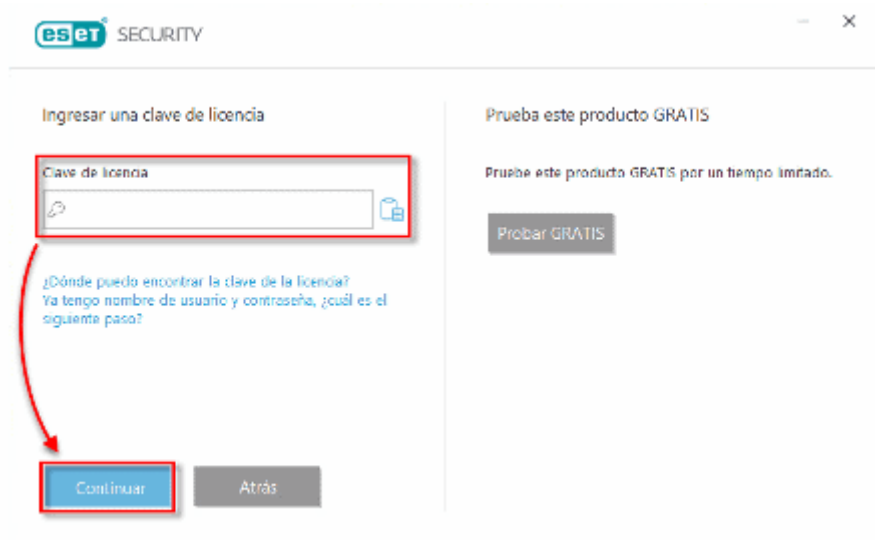 eset SECURITY
Ingresar una clave de licencia
Clave de licencia
¿Dónde puedo encontrar la clave de la licencia?
Ya tengo nombre de usuario y contraseña, ¿cuál es el
siguiente paso?
Continuar
Atrás
Prueba este producto GRATIS
Pruebe este producto GRATIS por un tiempo limitado.
Probar GRATIS